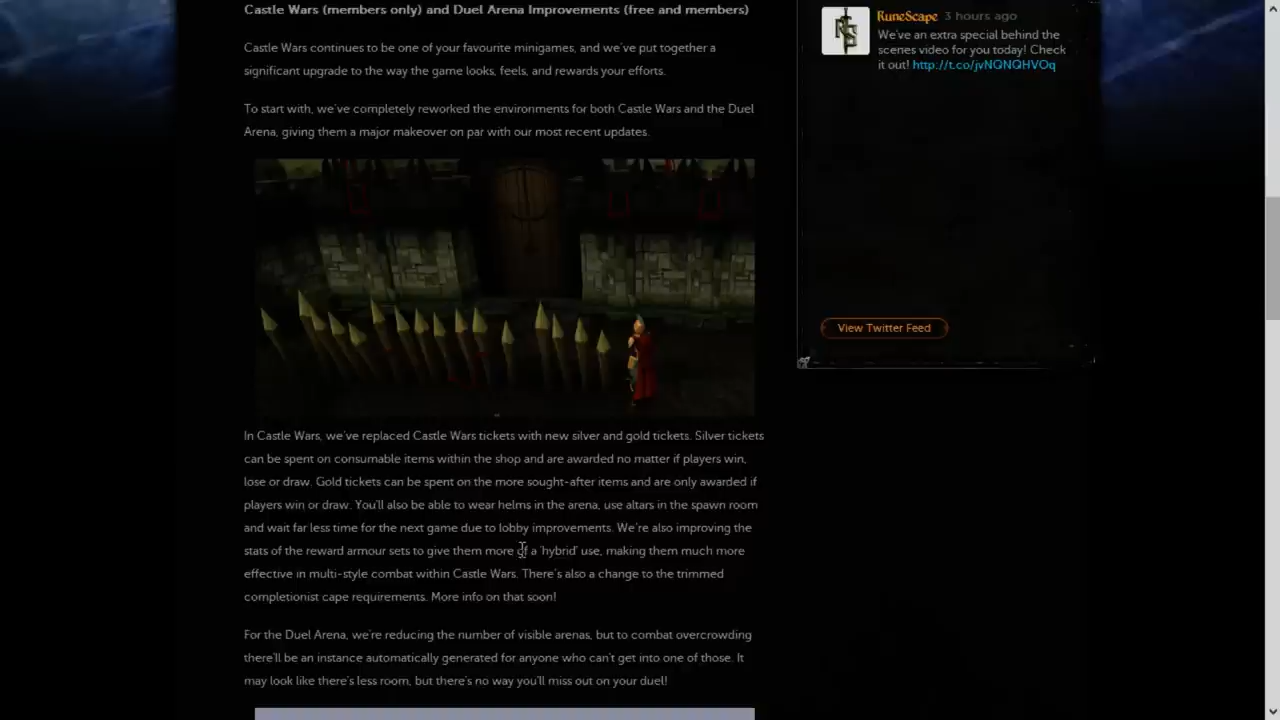 Castle Wars (members only) and Duel Arena Improvements (free and members)
Castle Wars continues to be one of your favourite minigames, and we've put together a
significant upgrade to the way the game looks, feels, and rewards your efforts.
To start with, we've completely reworked the environments for both Castle Wars and the Duel
Arena, giving them a major makeover on par with our most recent updates.
In Castle Wars, we've replaced Castle Wars tickets with new silver and gold tickets. Silver tickets
can be spent on consumable items within the shop and are awarded no matter if players win,
lose or draw. Gold tickets can be spent on the more sought-after items and are only awarded if
players win or draw. You'll also be able to wear helms in the arena, use altars in the spawn room
and wait far less time for the next game due to lobby improvements. We're also improving the
stats of the reward armour sets to give them more of a 'hybrid' use, making them much more
effective in multi-style combat within Castle Wars. There's also a change to the trimmed
completionist cape requirements. More info on that soon!
For the Duel Arena, we're reducing the number of visible arenas, but to combat overcrowding
there'll be an instance automatically generated for anyone who can't get into one of those. It
may look like there's less room, but there's no way you'll miss out on your duel!
RuneScape 3 hours ago
We've an extra special behind the
scenes video for you today! Check
it out! http://t.co/jvNQNQHVOq
View Twitter Feed